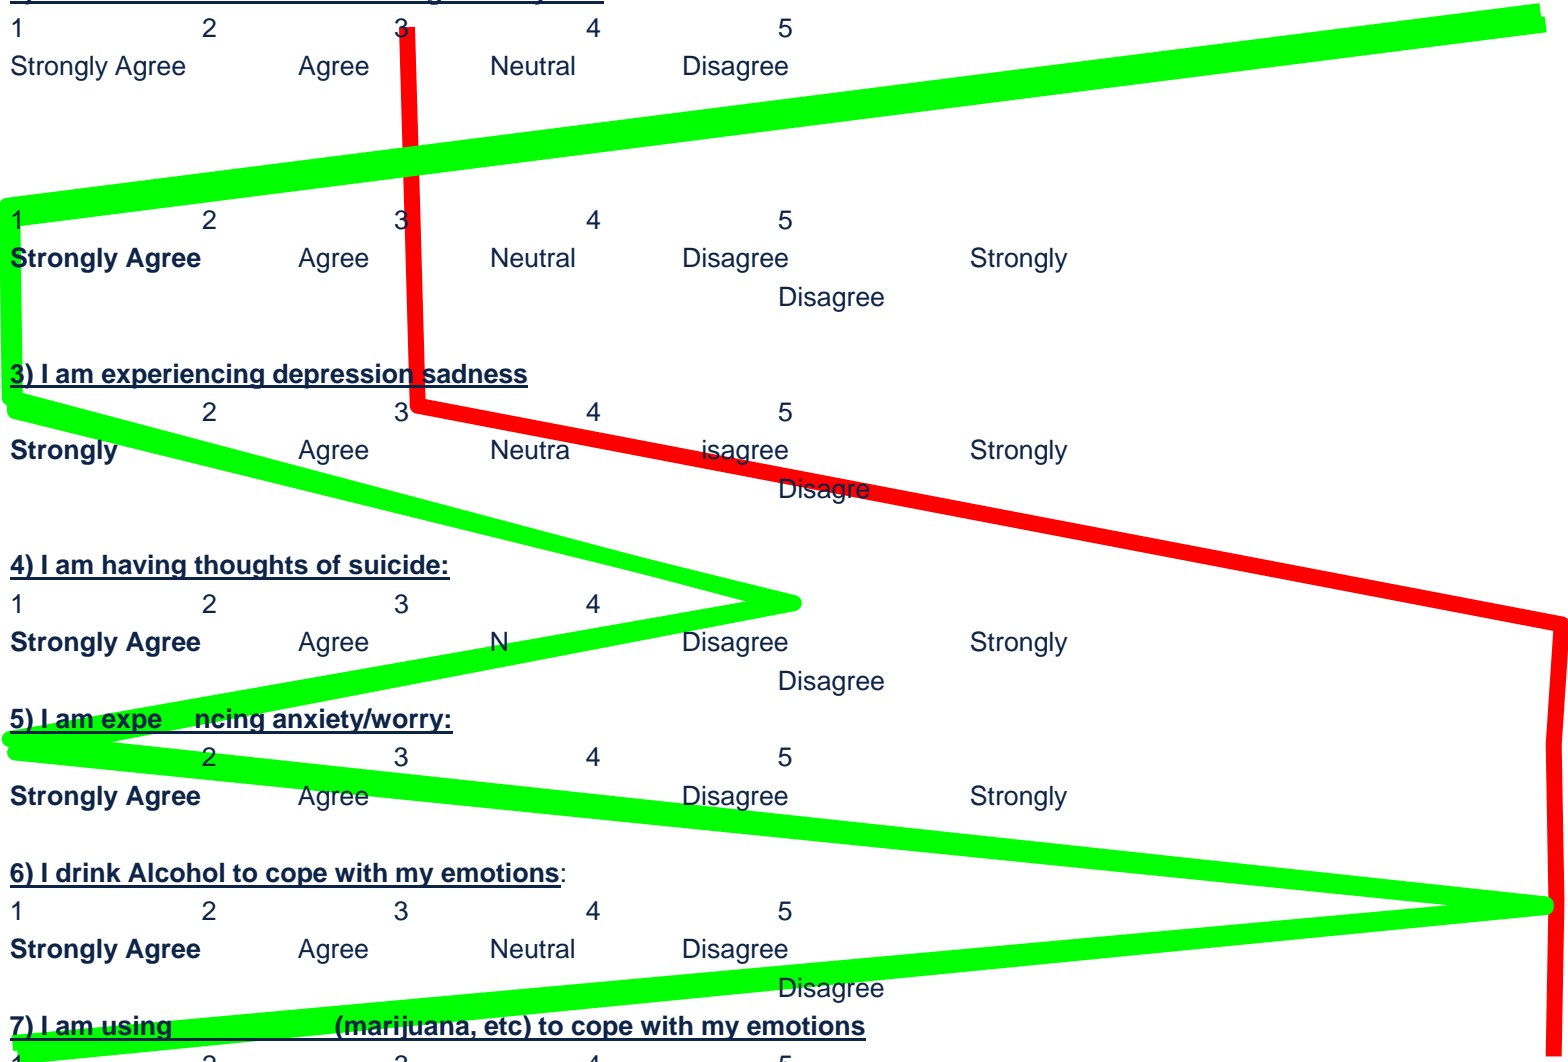 1 2 3 4 5
Strongly Agree Agree Neutral Disagree
1 2 3 4 5
Strongly Agree Agree Neutral Disagree Strongly
Disagree
3) I am experiencing depression sadness
2 3 4 5
Strongly Agree Neutra isagree Strongly
Disagre
4) I am having thoughts of suicide:
1 2 3 4
Strongly Agree Agree N Disagree Strongly
Disagree
5) I am expe ncing anxiety/worry:
2 3 4 5
Strongly Agree Agree Disagree Strongly
6) I drink Alcohol to cope with my emotions:
1 2 3 4 5
Strongly Agree Agree Neutral Disagree
Disagree
7) I am using (marijuana, etc) to cope with my emotions
1 2 3 4 5